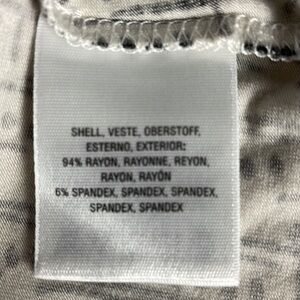 SHELL, VESTE, OBERSTOFF,
ESTERNO, EXTERIOR:
94% RAYON, RAYONNE, REYON,
RAYON, RAYÓN
6% SPANDEX, SPANDEX, SPANDEX,
SPANDEX, SPANDEX